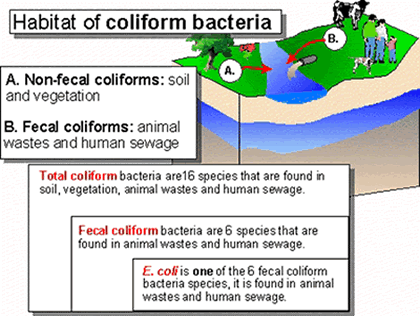 Habitat of coliform bacteria
B.
A.
A. Non-fecal coliforms: soil
and vegetation
B. Fecal coliforms: animal
wastes and human sewage
Total coliform bacteria are16 species that are found in
soil, vegetation, animal wastes and human sewage.
Fecal coliform bacteria are 6 species that are
found in animal wastes and human sewage.
E. coli is one of the 6 fecal coliform
bacteria species, it is found in animal
wastes and human sewage.